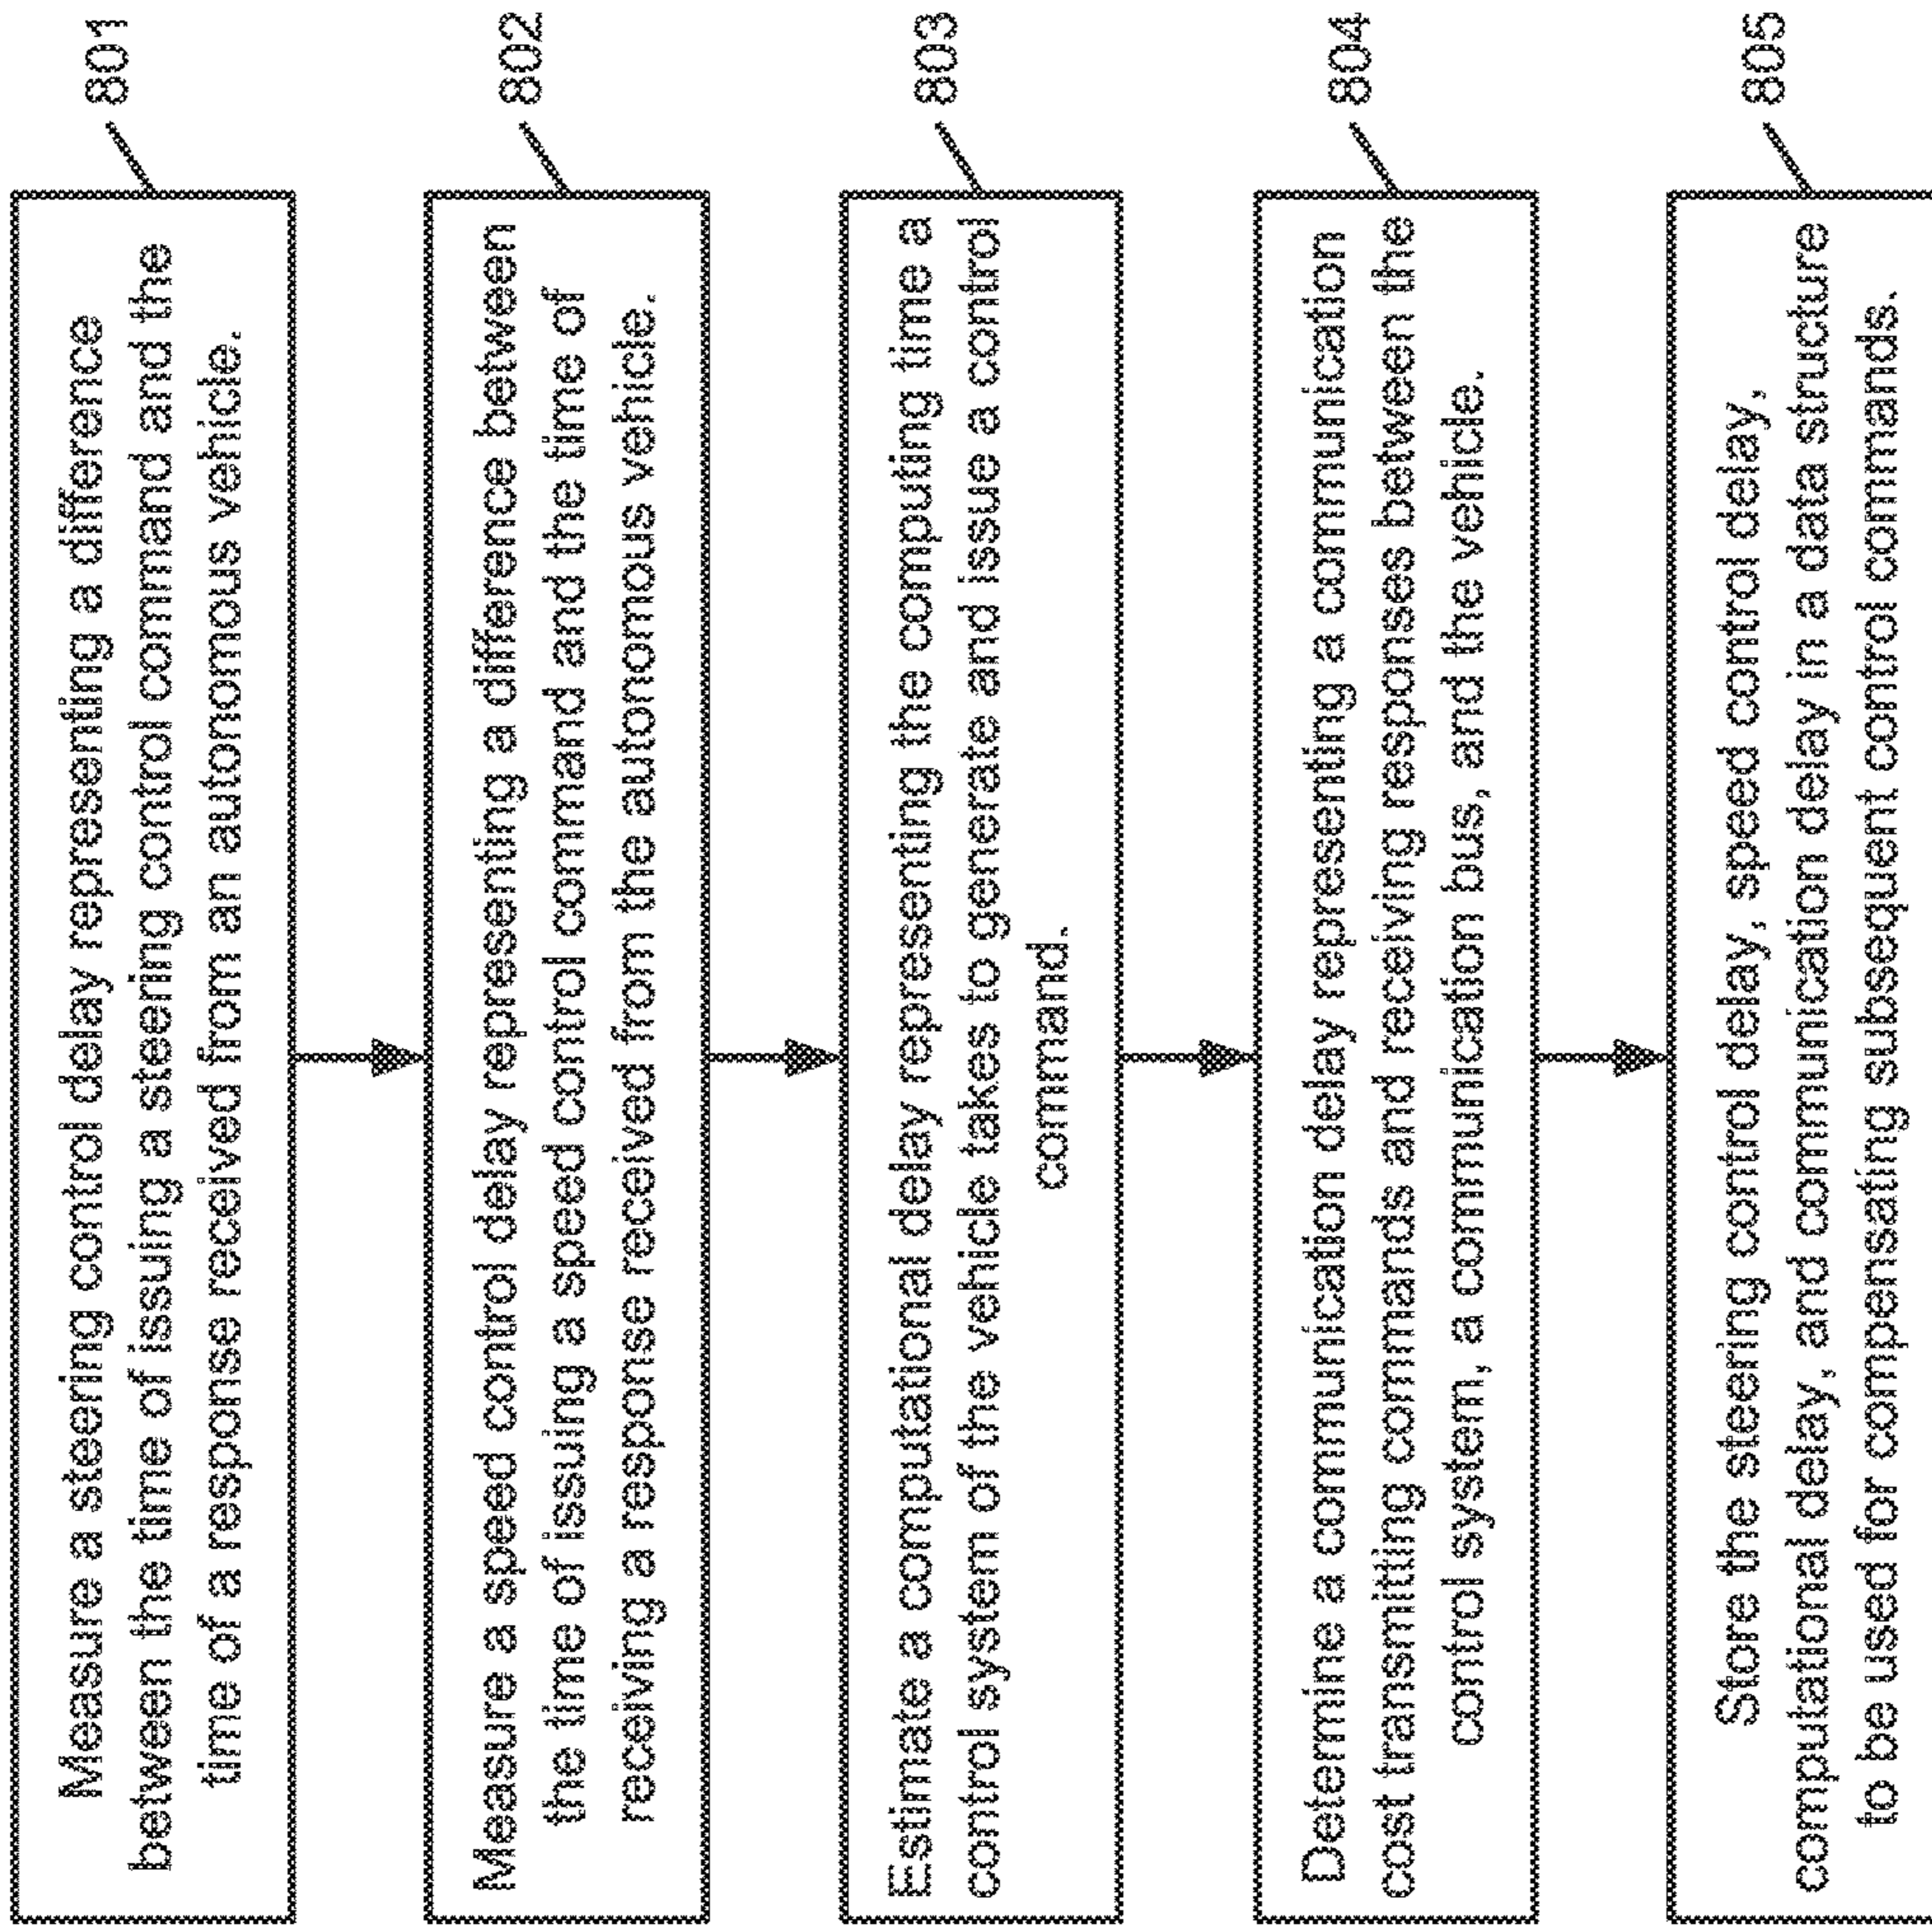 801
Measure a steering control delay representing a difference
between the time of issuing a steering control command and the
time of a response received from an autonomous vehicle.
802
Measure a speed control delay representing a difference between
the time of issuing a speed control command and the time of
receiving a response received from the autonomous vehicle.
803
Estimate a computational delay representing the computing time a
control system of the vehicle takes to generate and issue a control
command.
804
Determine a communication delay representing a communication
cost transmitting commands and receiving responses between the
control system, a communication bus, and the vehicle.
805
Store the steering control delay, speed control delay,
computational delay, and communication delay in a data structure
to be used for compensating subsequent control commands.